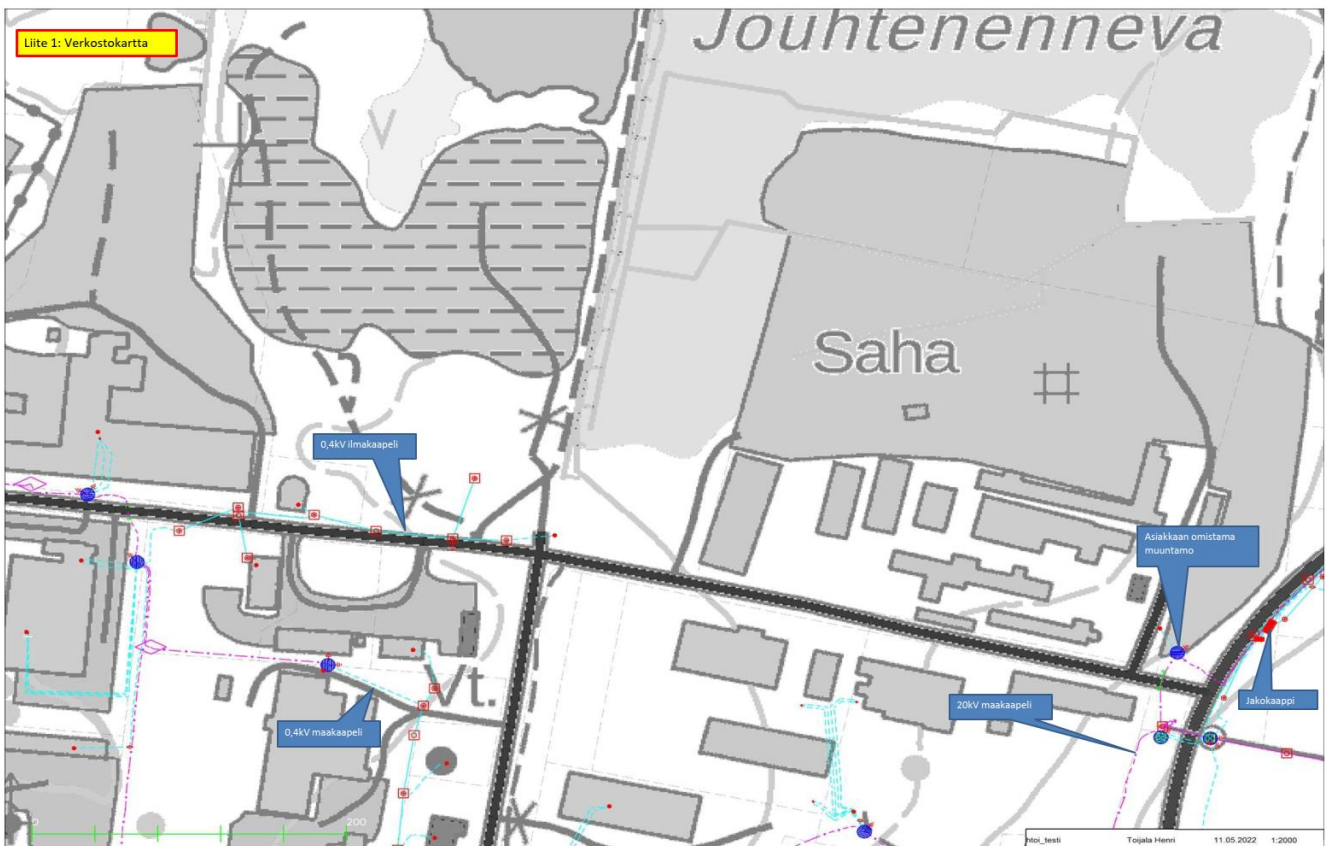 Liite 1: Verkostokartta
Jouhtenenneva
Saha
0,4kV ilmakaapeli
Asiakkaan omistama
muuntamo
Vt.
0,4kV maakaapeli
20kV maakaapeli
Jakokaappi
200
Toijala Henri 11.05.2022 1:2000